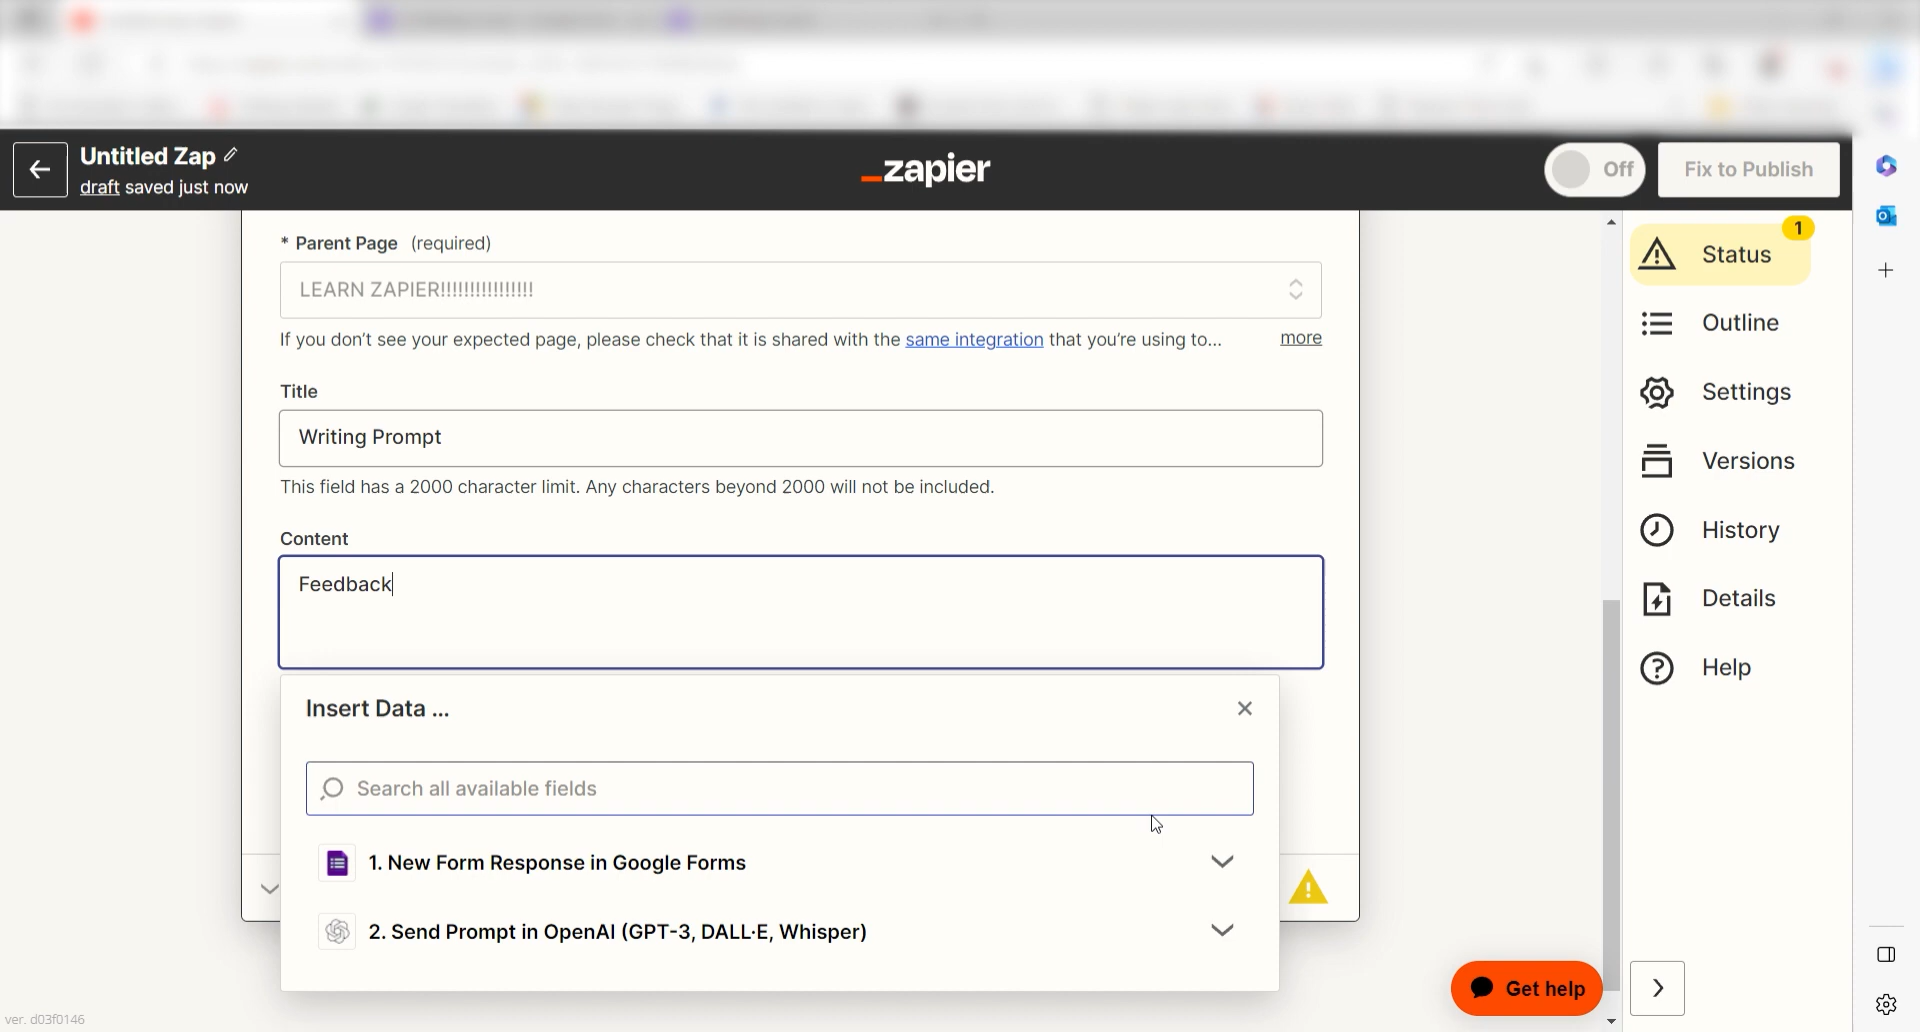 Untitled Zap
draft saved just now
zapier
Off
Fix to Publish
* Parent Page (required)
LEARN ZAPIER!!!!!!!!!!!!!!!!
If you don't see your expected page, please check that it is shared with the same integration that you're using to... more
Title
Writing Prompt
This field has a 2000 character limit. Any characters beyond 2000 will not be included.
Content
Feedback
Insert Data ...
Search all available fields
1. New Form Response in Google Forms
2. Send Prompt in OpenAI (GPT-3, DALL·E, Whisper)
1
Status
Outline
Settings
Versions
History
Details
Help
Get help
ver. d03f0146